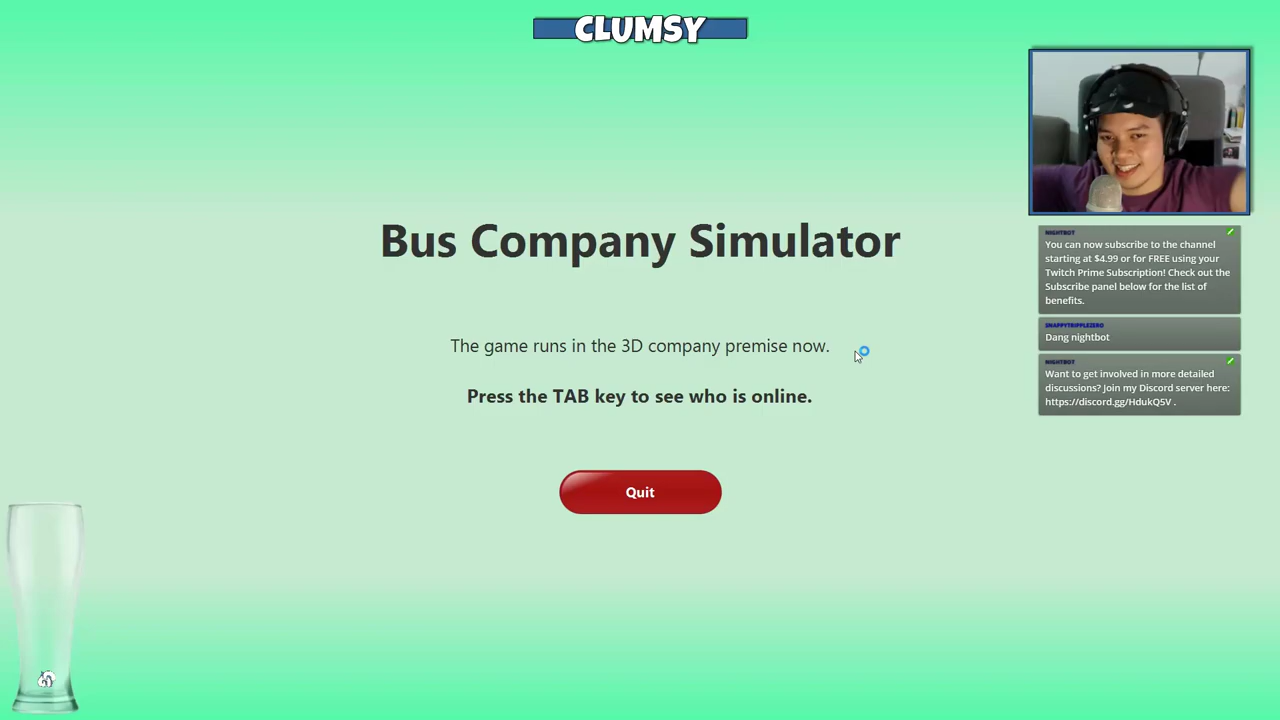 CLUMSY
Bus Company Simulator
The game runs in the 3D company premise now.
Press the TAB key to see who is online.
Quit
NIGHTBOT
You can now subscribe to the channel
starting at $4.99 or for FREE using your
Twitch Prime Subscription! Check out the
Subscribe panel below for the list of
benefits.
SNAPPYTRIPPLEZERO
Dang nightbot
NIGHTBOT
Want to get involved in more detailed
discussions? Join my Discord server here:
https://discord.gg/HdukQ5V .